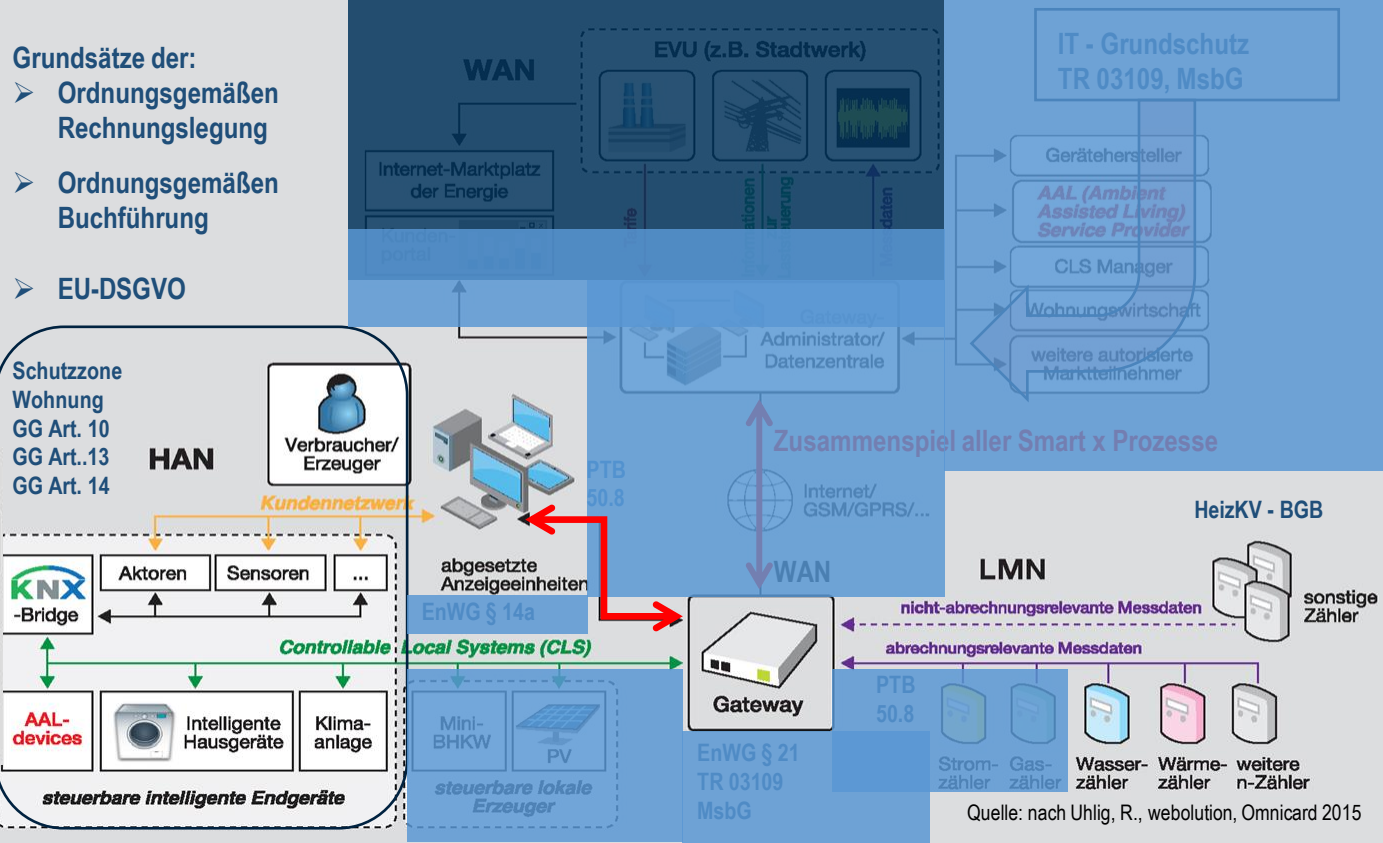 Grundsätze der:
➢ Ordnungsgemäßen
Rechnungslegung
➢ Ordnungsgemäßen
Buchführung
➢ EU-DSGVO
WAN
EVU (z.B. Stadtwerk)
IT - Grundschutz
TR 03109, MsbG
Internet-Marktplatz
der Energie
Kunden-
portal
Tarife
Informationen
zur
Messdaten
Gerätehersteller
AAL (Ambient
Assisted Living)
Service Provider
CLS Manager
Wohnungswirtschaft
weitere autorisierte
Marktteilnehmer
Gateway-
Administrator/
Datenzentrale
Schutzzone
Wohnung
GG Art. 10
GG Art..13
GG Art. 14
HAN
Verbraucher/
Erzeuger
Kundennetzwerk
PTB
50.8
Zusammenspiel aller Smart x Prozesse
Internet/
GSM/GPRS/...
HeizKV - BGB
KNX
-Bridge
Aktoren
Sensoren
...
abgesetzte
Anzeigeeinheiten
EnWG § 14a
WAN
LMN
nicht-abrechnungsrelevante Messdaten
sonstige
Zähler
Controllable Local Systems (CLS)
abrechnungsrelevante Messdaten
Gateway
AAL-
devices
Intelligente
Hausgeräte
Klima-
anlage
Mini-
BHKW
PV
PTB
50.8
EnWG § 21
TR 03109
MsbG
Strom-
zähler
Gas-
zähler
Wasser-
zähler
Wärme-
zähler
weitere
n-Zähler
steuerbare intelligente Endgeräte
steuerbare lokale
Erzeuger
Quelle: nach Uhlig, R., webolution, Omnicard 2015